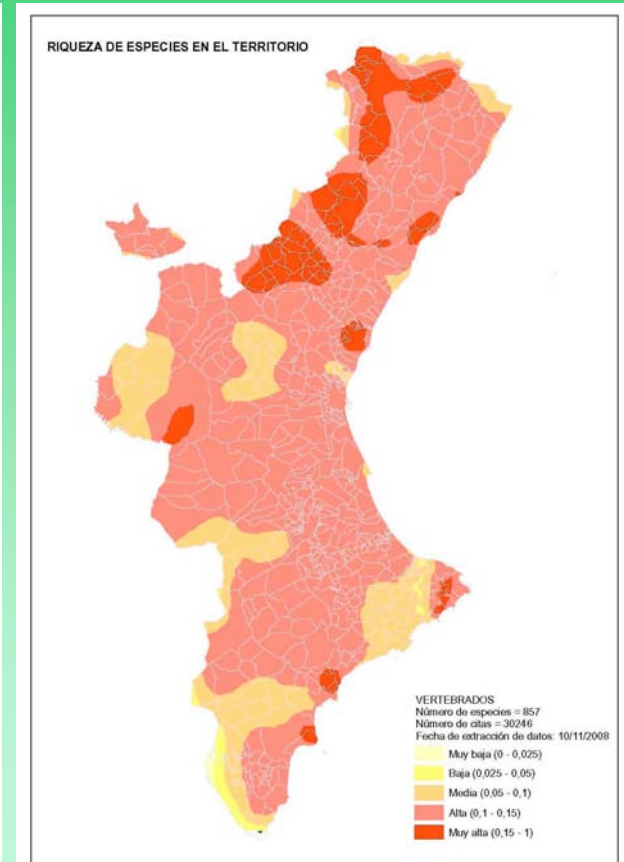 RIQUEZA DE ESPECIES EN EL TERRITORIO
VERTEBRADOS
Número de especies = 857
Número de citas = 30246
Fecha de extracción de datos: 10/11/2008
Muy baja (0 - 0,025)
Baja (0,025 - 0,05)
Media (0,05 - 0,1)
Alta (0,1 - 0,15)
Muy alta (0,15 - 1)